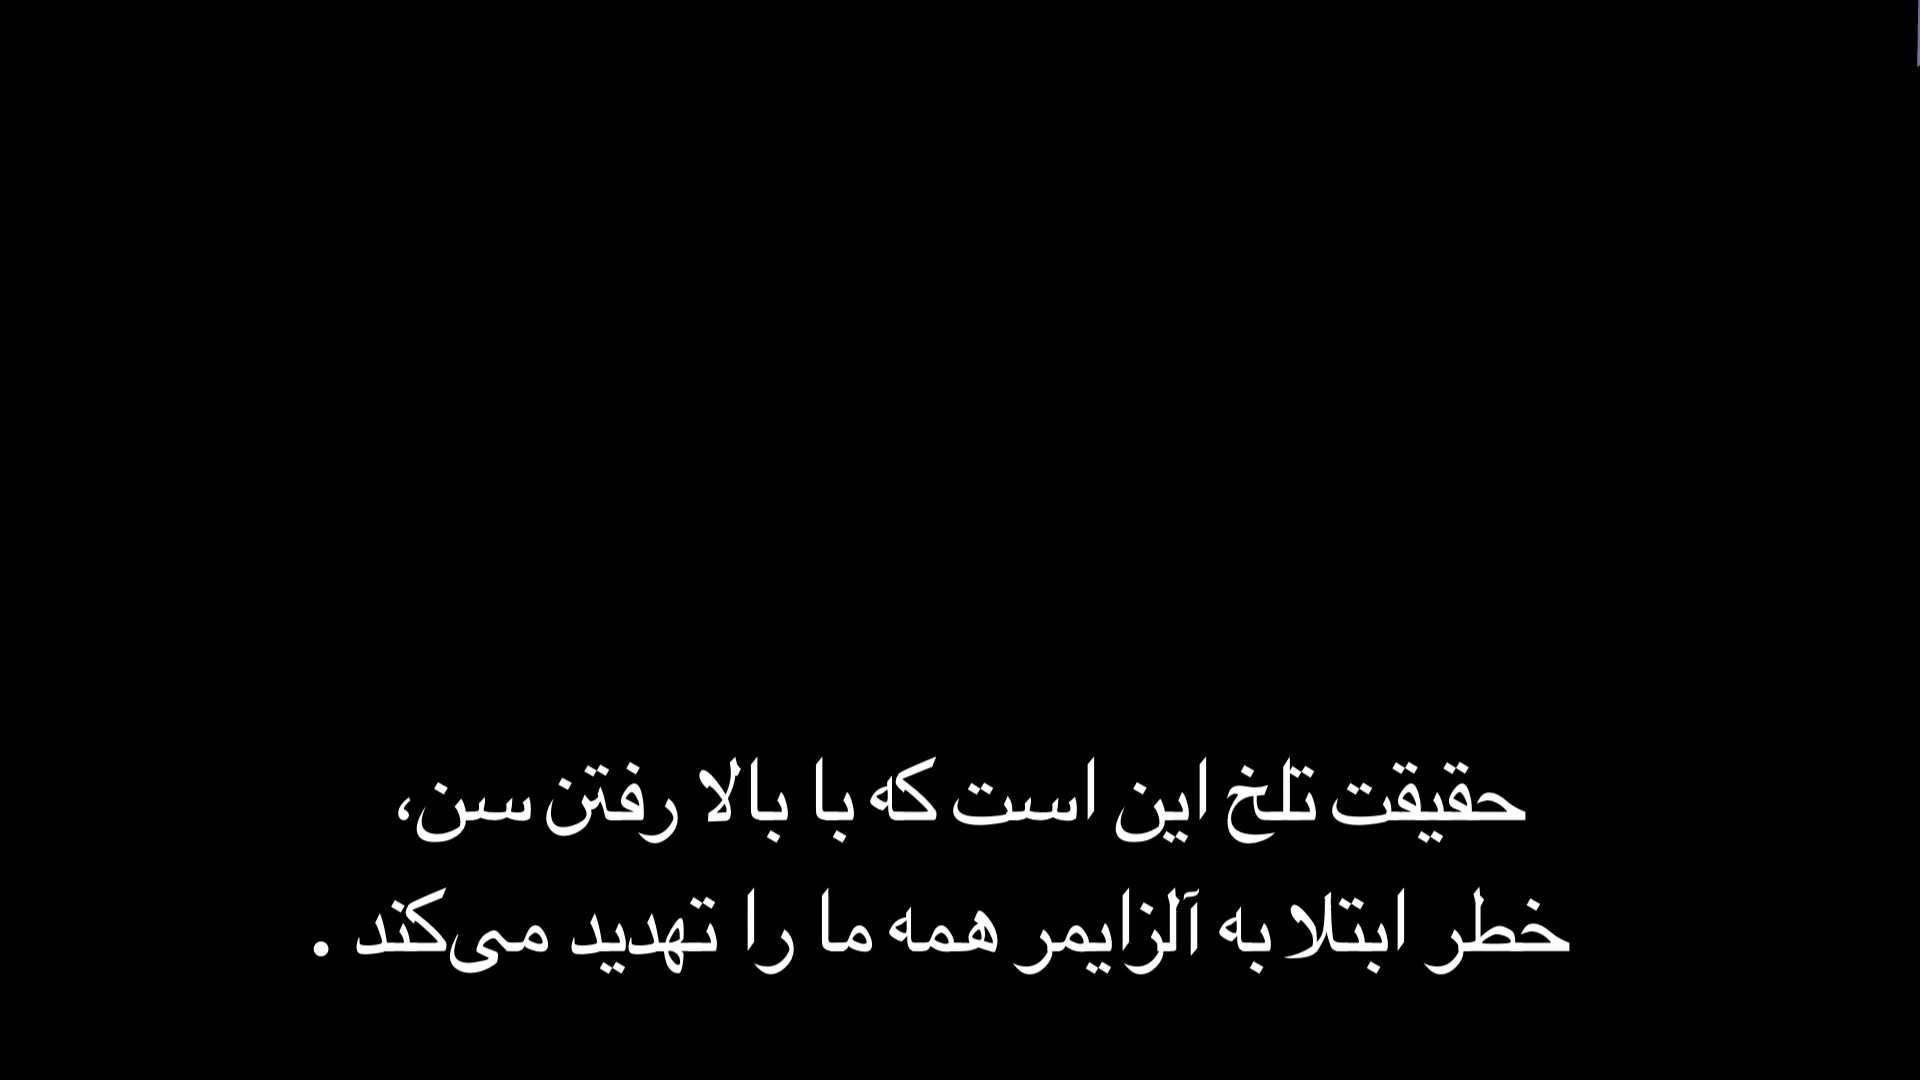 حقیقت تلخ این است که با بالا رفتن سن،
خطر ابتلا به آلزایمر همه ما را تهدید می‌کند .